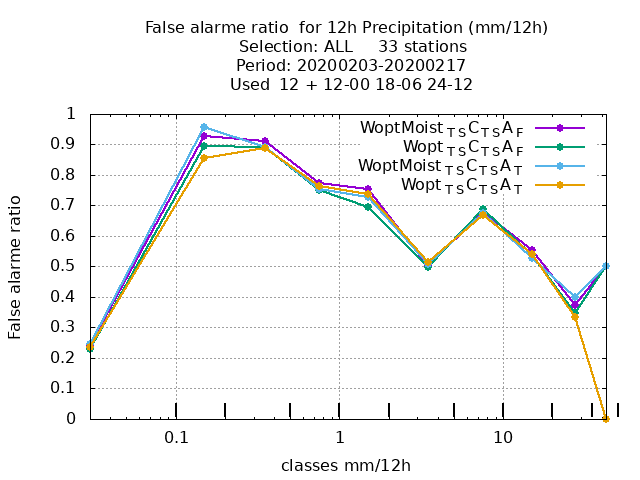 False alarme ratio  for 12h Precipitation (mm/12h)
Selection: ALL     33 stations
Period: 20200203-20200217
Used  12 + 12-00 18-06 24-12
WoptMoist TS C TS A F
Wopt TS C TS A F
WoptMoist TS C TS A T
Wopt TS C TS A T
1
0.9
0.8
0.7
0.6
0.5
0.4
0.3
0.2
0.1
0
False alarme ratio
0.1 1 10
classes mm/12h